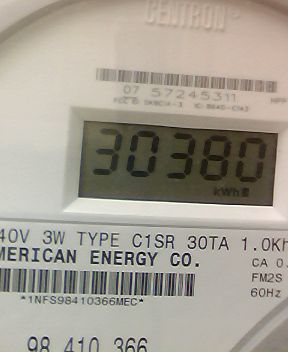 CENTRON®
07 57245311
30380
kWh
40V 3W TYPE C1SR 30TA 1.0Kh
MERICAN ENERGY CO.
CA 0.
FM2S
60Hz
*1NFS98410366MEC*
98 410 366